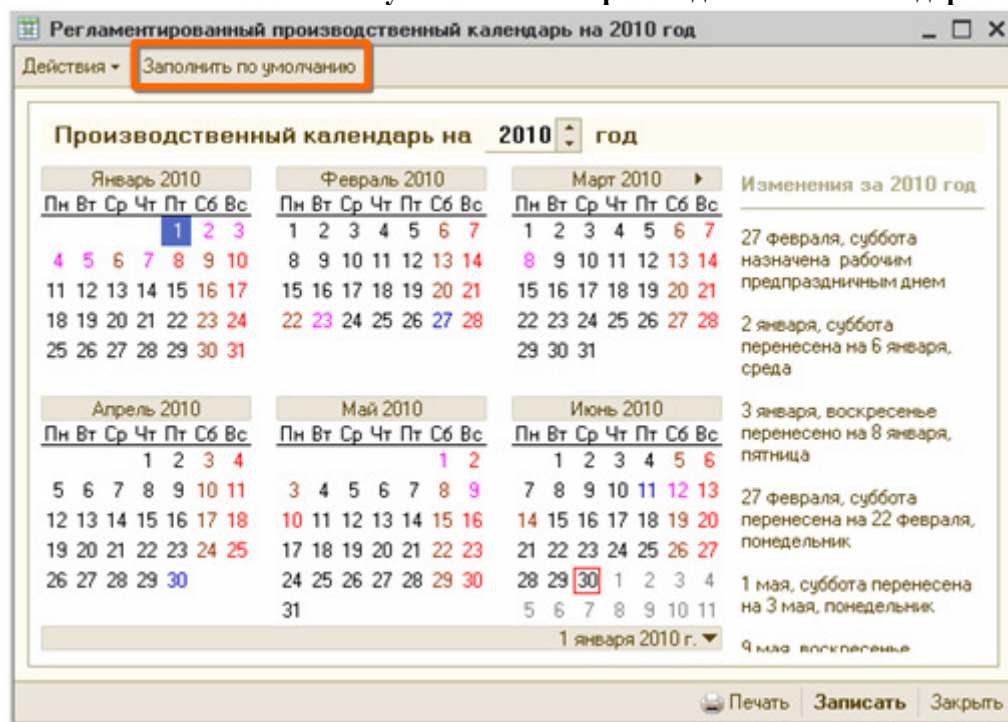 Регламентированный производственный календарь на 2010 год
Действия Заполнить по умолчанию
Производственный календарь на 2010 год
Январь 2010
Пн Вт Ср Чт Пт Сб Вс
1 2 3
4 5 6 7 8 9 10
11 12 13 14 15 16 17
18 19 20 21 22 23 24
25 26 27 28 29 30 31
Февраль 2010
Пн Вт Ср Чт Пт Сб Вс
1 2 3 4 5 6 7
8 9 10 11 12 13 14
15 16 17 18 19 20 21
22 23 24 25 26 27 28
Март 2010
Пн Вт Ср Чт Пт Сб Вс
1 2 3 4 5 6 7
8 9 10 11 12 13 14
15 16 17 18 19 20 21
22 23 24 25 26 27 28
29 30 31
Апрель 2010
Пн Вт Ср Чт Пт Сб Вс
1 2 3 4
5 6 7 8 9 10 11
12 13 14 15 16 17 18
19 20 21 22 23 24 25
26 27 28 29 30
Май 2010
Пн Вт Ср Чт Пт Сб Вс
1 2
3 4 5 6 7 8 9
10 11 12 13 14 15 16
17 18 19 20 21 22 23
24 25 26 27 28 29 30
31
Июнь 2010
Пн Вт Ср Чт Пт Сб Вс
1 2 3 4 5 6
7 8 9 10 11 12 13
14 15 16 17 18 19 20
21 22 23 24 25 26 27
28 29 30 1 2 3 4
5 6 7 8 9 10 11
1 января 2010 г.
Изменения за 2010 год
27 февраля, суббота
назначена рабочим
предпраздничным днем
2 января, суббота
перенесена на 6 января,
среда
3 января, воскресенье
перенесено на 8 января,
пятница
27 февраля, суббота
перенесена на 22 февраля,
понедельник
1 мая, суббота перенесена
на 3 мая, понедельник
9 мая, воскресенье
Печать Записать Закрыть